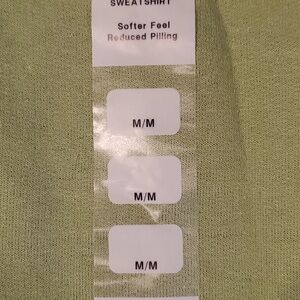 SWEATSHIRT
Softer Feel
Reduced Pilling
M/M
M/M
M/M